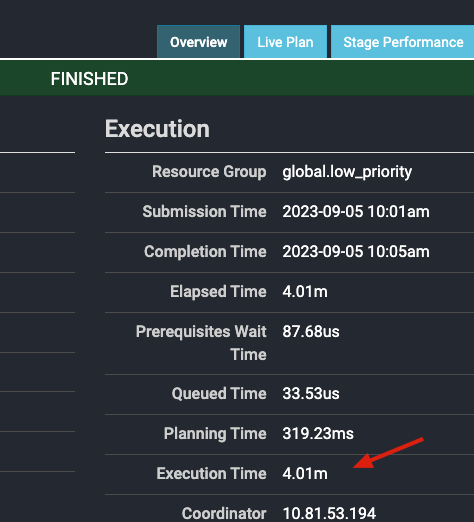 Overview Live Plan Stage Performance
FINISHED
Execution
Resource Group global.low_priority
Submission Time 2023-09-05 10:01am
Completion Time 2023-09-05 10:05am
Elapsed Time 4.01m
Prerequisites Wait 87.68us
Time
Queued Time 33.53us
Planning Time 319.23ms
Execution Time 4.01m
Coordinator 10.81.53.194